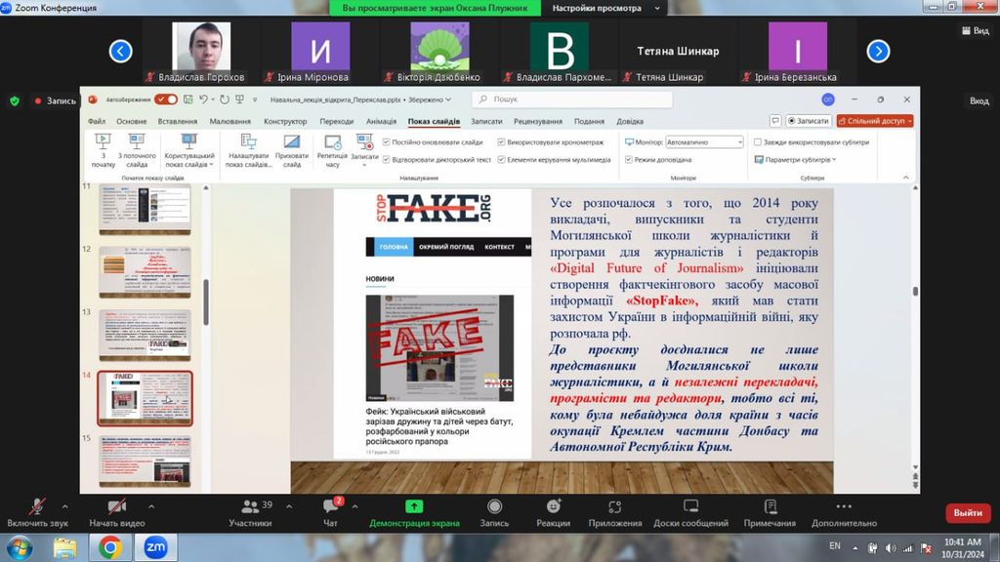 Zoom Конференция
Вы просматриваете экран Оксана Плужник
Настройки просмотра
Вид
И
В
Тетяна Шинкар
І
Владислав Горохов
Ірина Міронова
Вікторія Дзюбенко
Владислав Пархоме...
Тетяна Шинкар
Ірина Березанська
Запись
Вход
Автозбереження
Навчальна_лекція_відкрита_Переяслав.pptx • Збережено
Пошук
ОП
Файл Основне Вставлення Малювання Конструктор Переходи Анімація Показ слайдів Записати Рецензування Подання Довідка
Записати
Спільний доступ
З початку
З поточного слайда
Користувацький показ слайдів
Налаштувати показ слайдів...
Приховати слайд
Репетиція часу
Записати
Постійно оновлювати слайди
Відтворювати дикторський текст
Використовувати хронометраж
Елементи керування мультимедіа
Монітор: Автоматично
Режим доповідача
Завжди використовувати субтитри
Параметри субтитрів
Початок показу слайдів
Налаштування
Монітори
Субтитри
11
12
13
14
15
STOP
FAKE
.ORG
ГОЛОВНА ОКРЕМИЙ ПОГЛЯД КОНТЕКСТ
НОВИНИ
FAKE
FAKE
Новини
Фейк: Український військовий
зарізав дружину та дітей через батут,
розфарбований у кольори
російського прапора
Усе розпочалося з того, що 2014 року
викладачі, випускники та студенти
Могилянської школи журналістики й
програми для журналістів і редакторів
«Digital Future of Journalism» ініціювали
створення фактчекінгового засобу масової
інформації «StopFake», який мав стати
захистом України в інформаційній війні, яку
розпочала рф.
До проєкту доєдналися не лише
представники Могилянської школи
журналістики, а й незалежні перекладачі,
програмісти та редактори, тобто всі ті,
кому була небайдужа доля країни з часів
окупації Кремлем частини Донбасу та
Автономної Республіки Крим.
39
2
Включить звук
Начать видео
Участники
Чат
Демонстрация экрана
Запись
Реакции
Приложения
Доски сообщений
Примечания
Дополнительно
Выйти
zm
EN
10:41 AM
10/31/2024